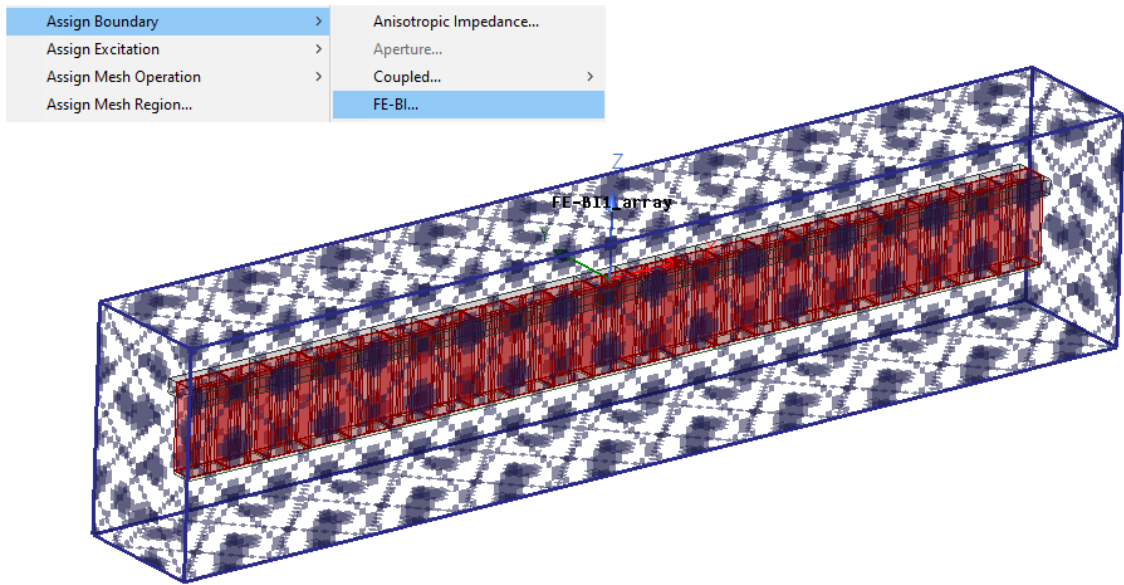 Assign Boundary >
Assign Excitation >
Assign Mesh Operation >
Assign Mesh Region...
Anisotropic Impedance...
Aperture...
Coupled... >
FE-BI...
Z
FE-BI1_array
Y
X